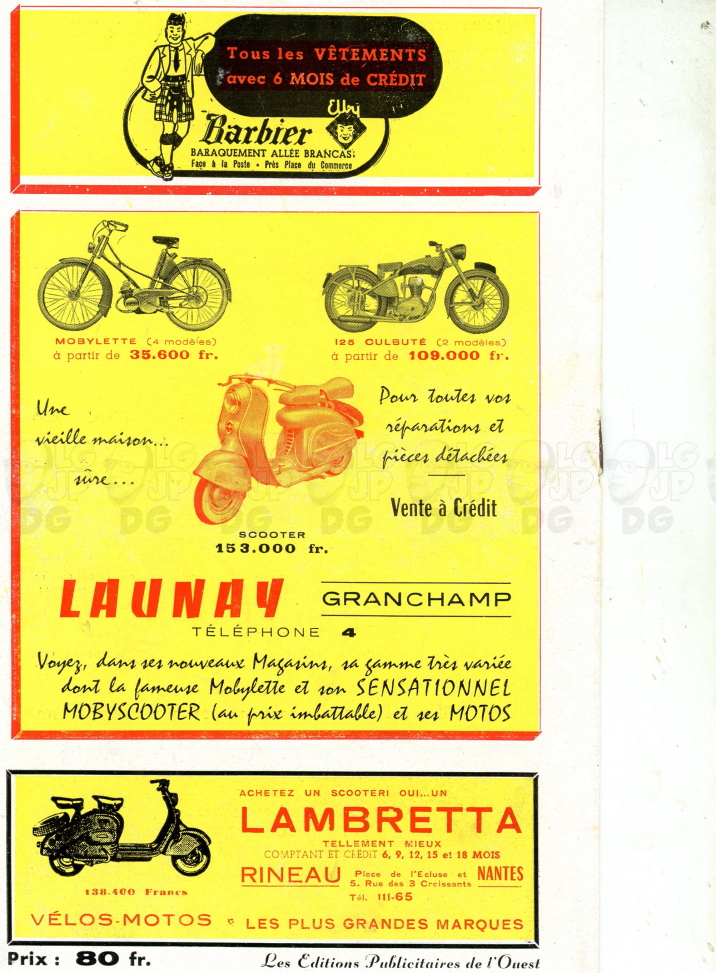 Tous les VÊTEMENTS
avec 6 MOIS de CRÉDIT
Elby
Barbier
BARAQUEMENT ALLÉE BRANCAS
Face à la Poste - Près Place du Commerce
MOBYLETTE (4 modèles)
à partir de 35.600 fr.
125 CULBUTÉ (2 modèles)
à partir de 109.000 fr.
Une
vieille maison...
sûre...
Pour toutes vos
réparations et
pièces détachées
Vente à Crédit
SCOOTER
153.000 fr.
LAUNAY GRANCHAMP
TÉLÉPHONE 4
Voyez, dans ses nouveaux Magasins, sa gamme très variée
dont la fameuse Mobylette et son SENSATIONNEL
MOBYSCOOTER (au prix imbattable) et ses MOTOS
ACHETEZ UN SCOOTER! OUI...UN
LAMBRETTA
TELLEMENT MIEUX
COMPTANT ET CRÉDIT 6, 9, 12, 15 et 18 MOIS
RINEAU Place de l'Ecluse et NANTES
5, Rue des 3 Croissants
Tél. 111-65
138.400 Francs
VÉLOS-MOTOS * LES PLUS GRANDES MARQUES
Prix : 80 fr.
Les Editions Publicitaires de l'Ouest
LG JP DG